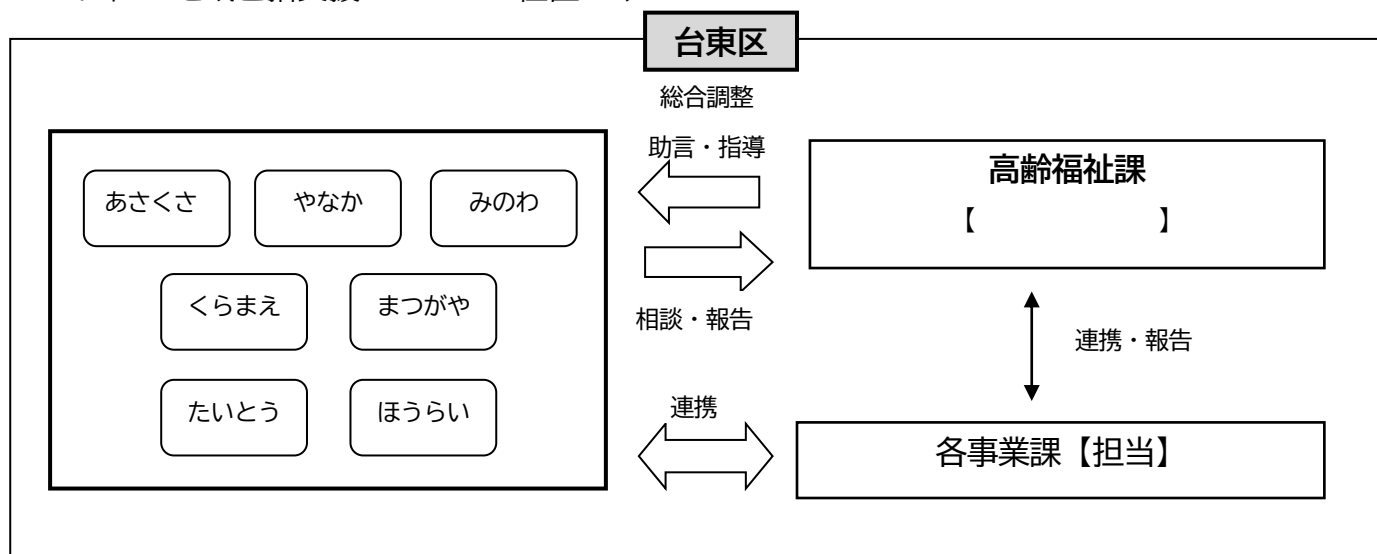 台東区
総合調整
助言・指導
あさくさ
やなか
みのわ
くらまえ
まつがや
たいとう
ほうらい
相談・報告
連携
高齢福祉課
【 】
連携・報告
各事業課【担当】